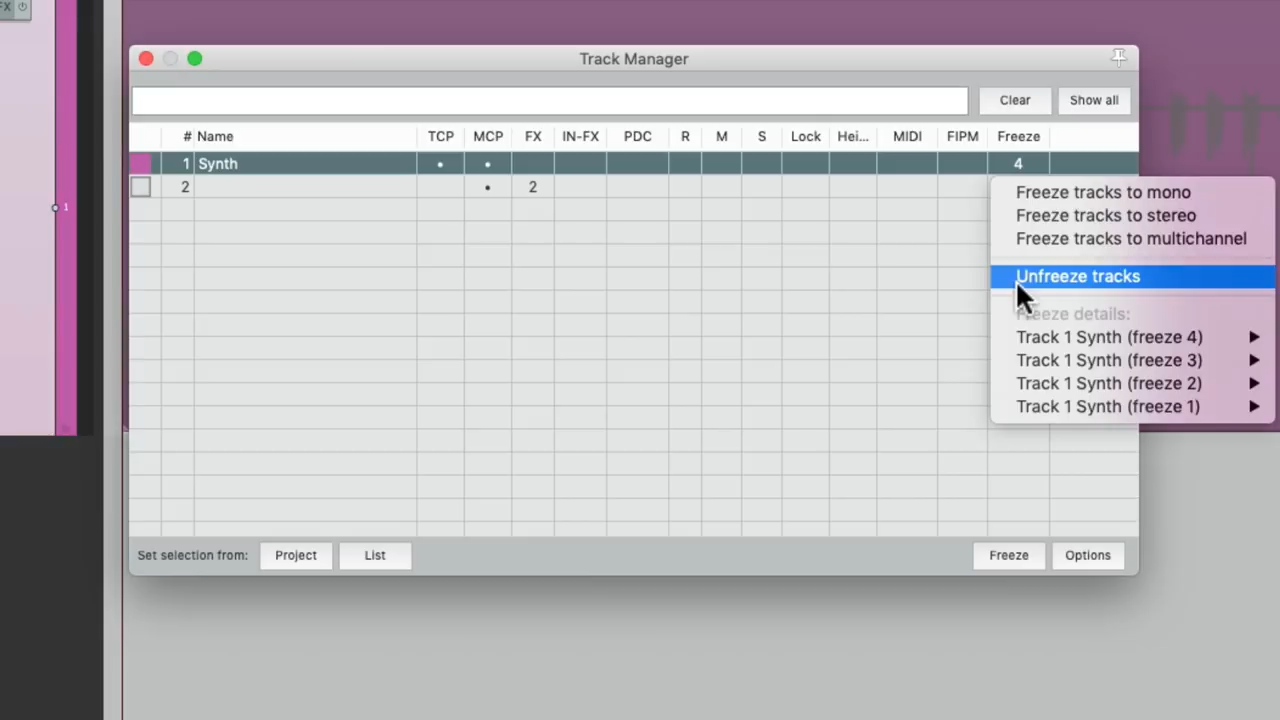 FX
Track Manager
Clear
Show all
# Name TCP MCP FX IN-FX PDC R M S Lock Hei... MIDI FIPM Freeze
1 Synth • • 4
2 • 2
1
Freeze tracks to mono
Freeze tracks to stereo
Freeze tracks to multichannel
Unfreeze tracks
Freeze details:
Track 1 Synth (freeze 4)
Track 1 Synth (freeze 3)
Track 1 Synth (freeze 2)
Track 1 Synth (freeze 1)
Set selection from: Project List Freeze Options